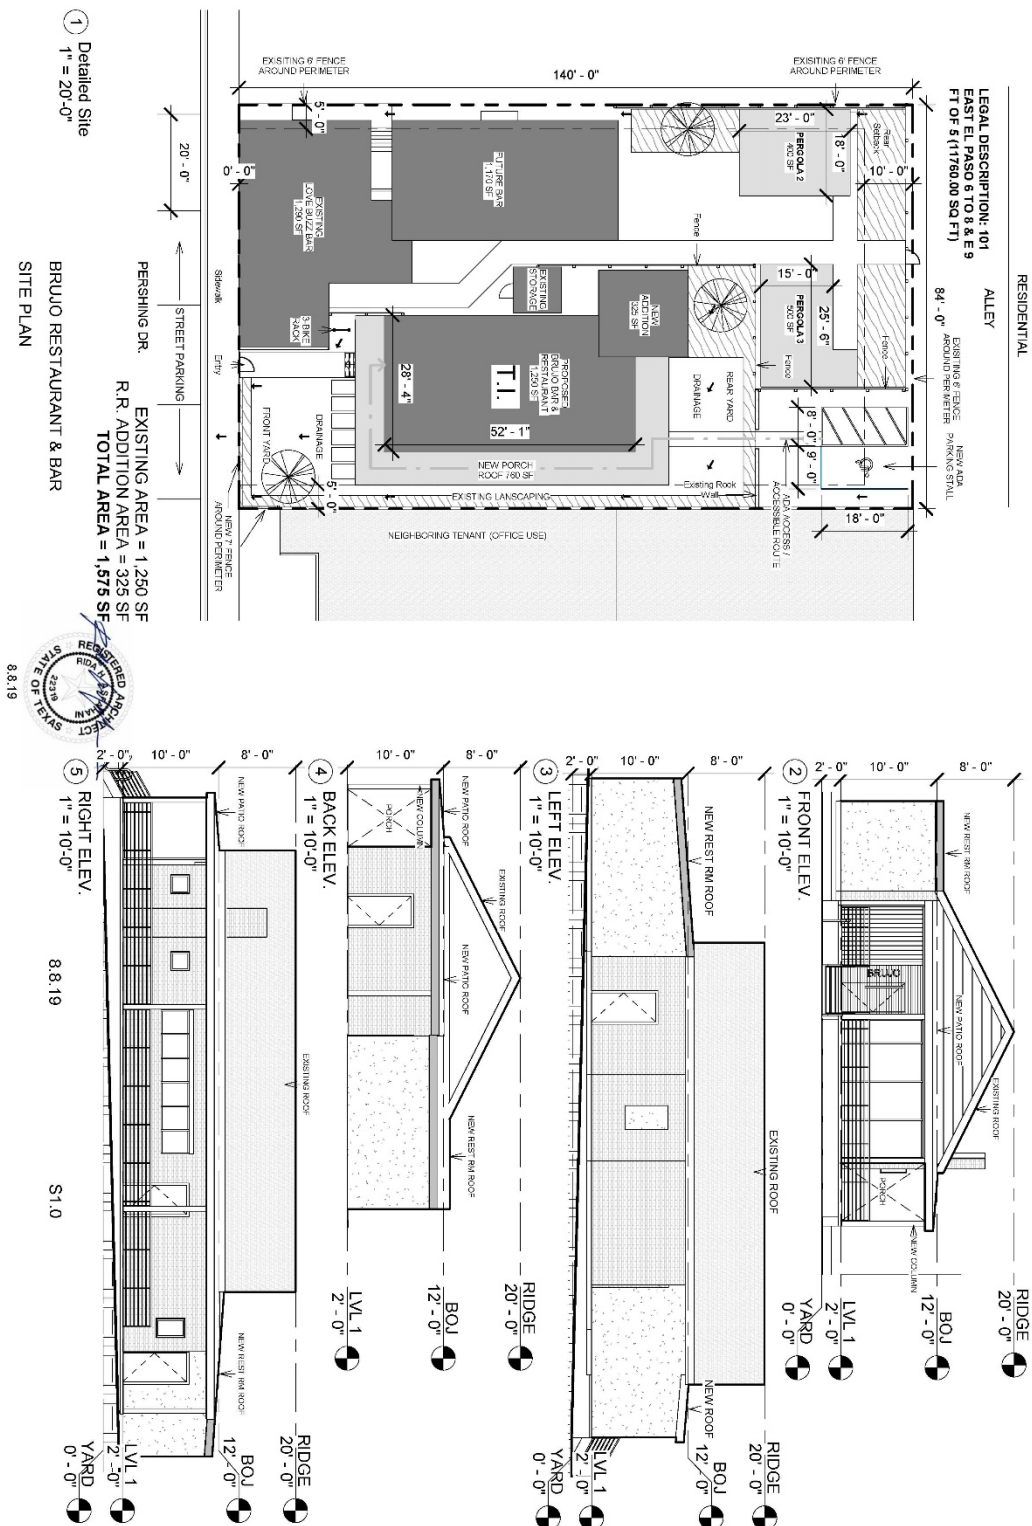 LEGAL DESCRIPTION: 101
EAST EL PASO 6 TO 8 & E 9
FT OF 5 (11760.00 SQ FT)
RESIDENTIAL
ALLEY
84' - 0"
140' - 0"
EXISITING 6' FENCE
AROUND PERIMETER
EXISITING 6' FENCE
AROUND PERIMETER
EXISITING 6' FENCE
AROUND PERIMETER
NEW ADA
PARKING STALL
Rear
Setback
10' - 0"
23' - 0"
18' - 0"
PERGOLA 2
400 SF
15' - 0"
25' - 6"
PERGOLA 3
500 SF
Fence
Fence
Fence
8' - 0"
9' - 0"
18' - 0"
ADA ACCESS /
ACCESSIBLE
ROUTE
FUTURE BAR
1,170 SF
5' - 0"
EXISTING
LOVE BUZZ BAR
1,290 SF
0' - 0"
EXISTING
STORAGE
NEW
ADDITION
325 SF
REAR YARD
DRAINAGE
Existing Rock
Wall
T.I.
PROPOSED
BRUJO BAR &
RESTAURANT
1,250 SF
28' - 4"
52' - 1"
NEW PORCH
ROOF 760 SF
3-BIKE
RACK
DRAINAGE
FRONT YARD
5' - 0"
EXISTING LANSCAPING
NEIGHBORING TENANT (OFFICE USE)
NEW 7' FENCE
AROUND PERIMETER
Sidewalk
Entry
20' - 0"
STREET PARKING
PERSHING DR.
1
Detailed Site
1" = 20'-0"
EXISTING AREA = 1,250 SF
R.R. ADDITION AREA = 325 SF
TOTAL AREA = 1,575 SF
BRUJO RESTAURANT & BAR
SITE PLAN
REGISTERED ARCHITECT
STATE OF TEXAS
22319
8.8.19
2
FRONT ELEV.
1" = 10'-0"
8' - 0"
10' - 0"
2' - 0"
NEW REST RM ROOF
NEW PATIO ROOF
EXISTING ROOF
BRUJO
PORCH
NEW COLUMN
RIDGE
20' - 0"
BOJ
12' - 0"
LVL 1
2' - 0"
YARD
0' - 0"
3
LEFT ELEV.
1" = 10'-0"
8' - 0"
10' - 0"
2' - 0"
NEW REST RM ROOF
EXISTING ROOF
NEW ROOF
RIDGE
20' - 0"
BOJ
12' - 0"
LVL 1
2' - 0"
YARD
0' - 0"
4
BACK ELEV.
1" = 10'-0"
8' - 0"
10' - 0"
NEW PATIO ROOF
EXISTING ROOF
NEW COLUMN
PORCH
NEW PATIO ROOF
NEW REST RM ROOF
RIDGE
20' - 0"
BOJ
12' - 0"
LVL 1
2' - 0"
5
RIGHT ELEV.
1" = 10'-0"
8' - 0"
10' - 0"
2' - 0"
NEW PATIO ROOF
EXISTING ROOF
NEW REST RM ROOF
RIDGE
20' - 0"
BOJ
12' - 0"
LVL 1
2' - 0"
YARD
0' - 0"
8.8.19
S1.0